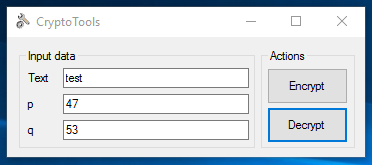 CryptoTools
Input data
Text test
p 47
q 53
Actions
Encrypt
Decrypt